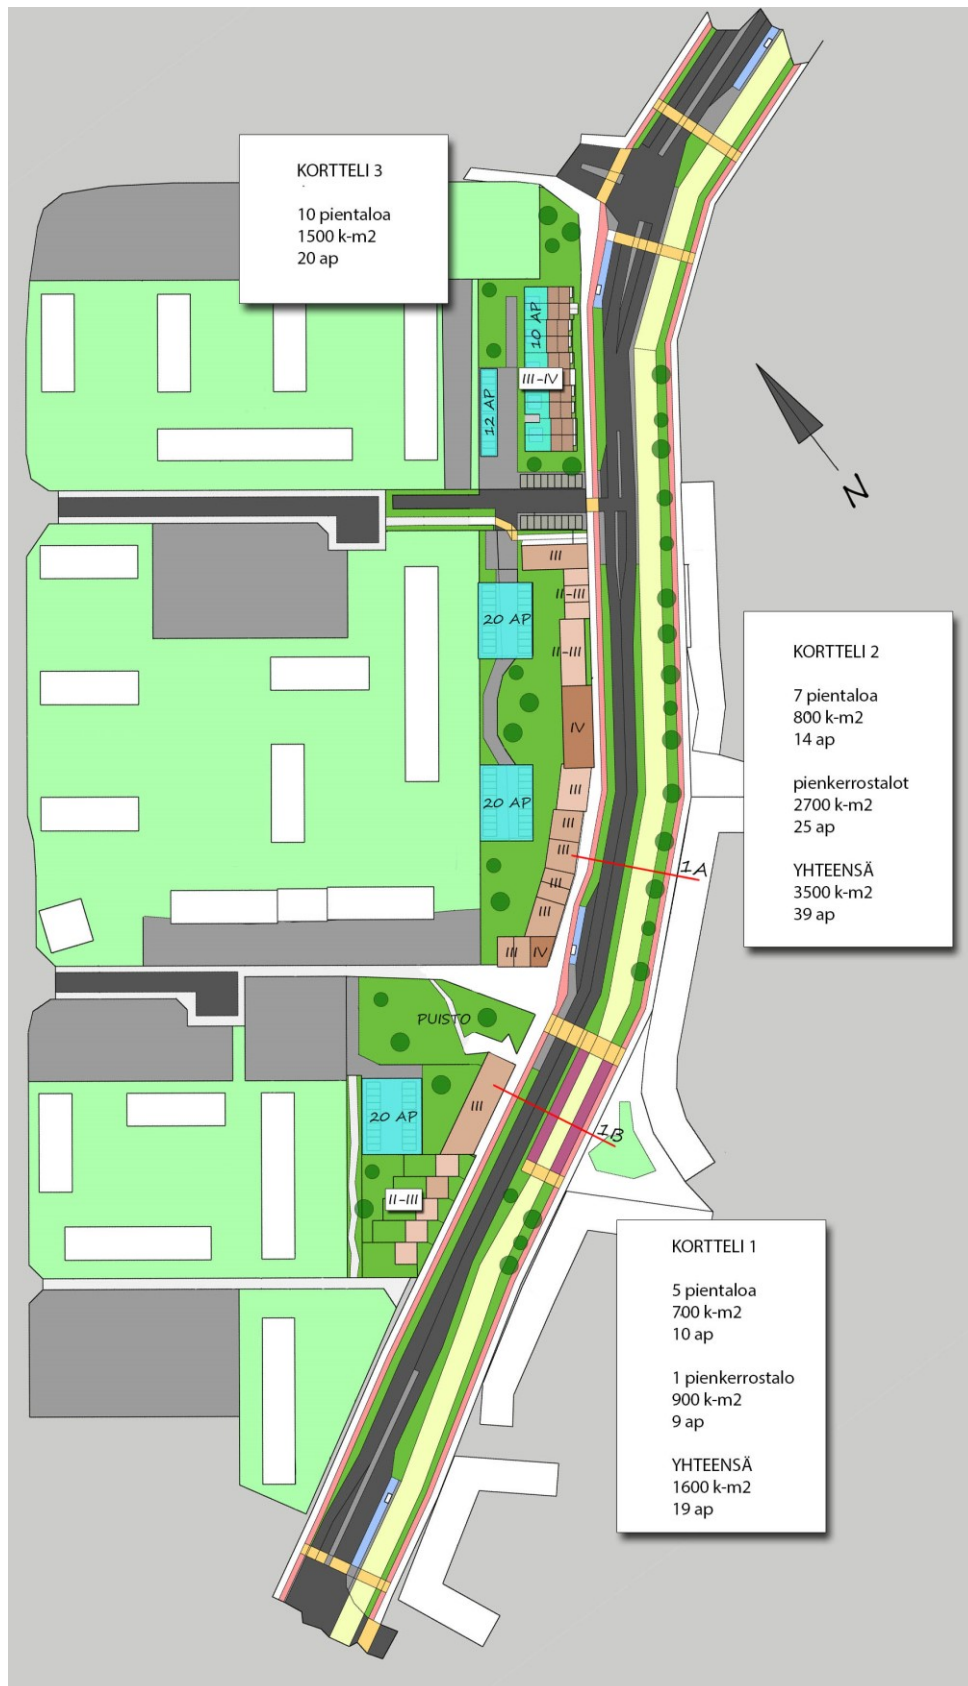 KORTTELI 3
10 pientaloa
1500 k-m2
20 ap
10 AP
III-IV
12 AP
N
III
II-III
20 AP
II-III
IV
20 AP
III
III
III
III
III
III
IV
1A
KORTTELI 2
7 pientaloa
800 k-m2
14 ap
pienkerrostalot
2700 k-m2
25 ap
YHTEENSÄ
3500 k-m2
39 ap
PUISTO
III
20 AP
1B
II-III
KORTTELI 1
5 pientaloa
700 k-m2
10 ap
1 pienkerrostalo
900 k-m2
9 ap
YHTEENSÄ
1600 k-m2
19 ap